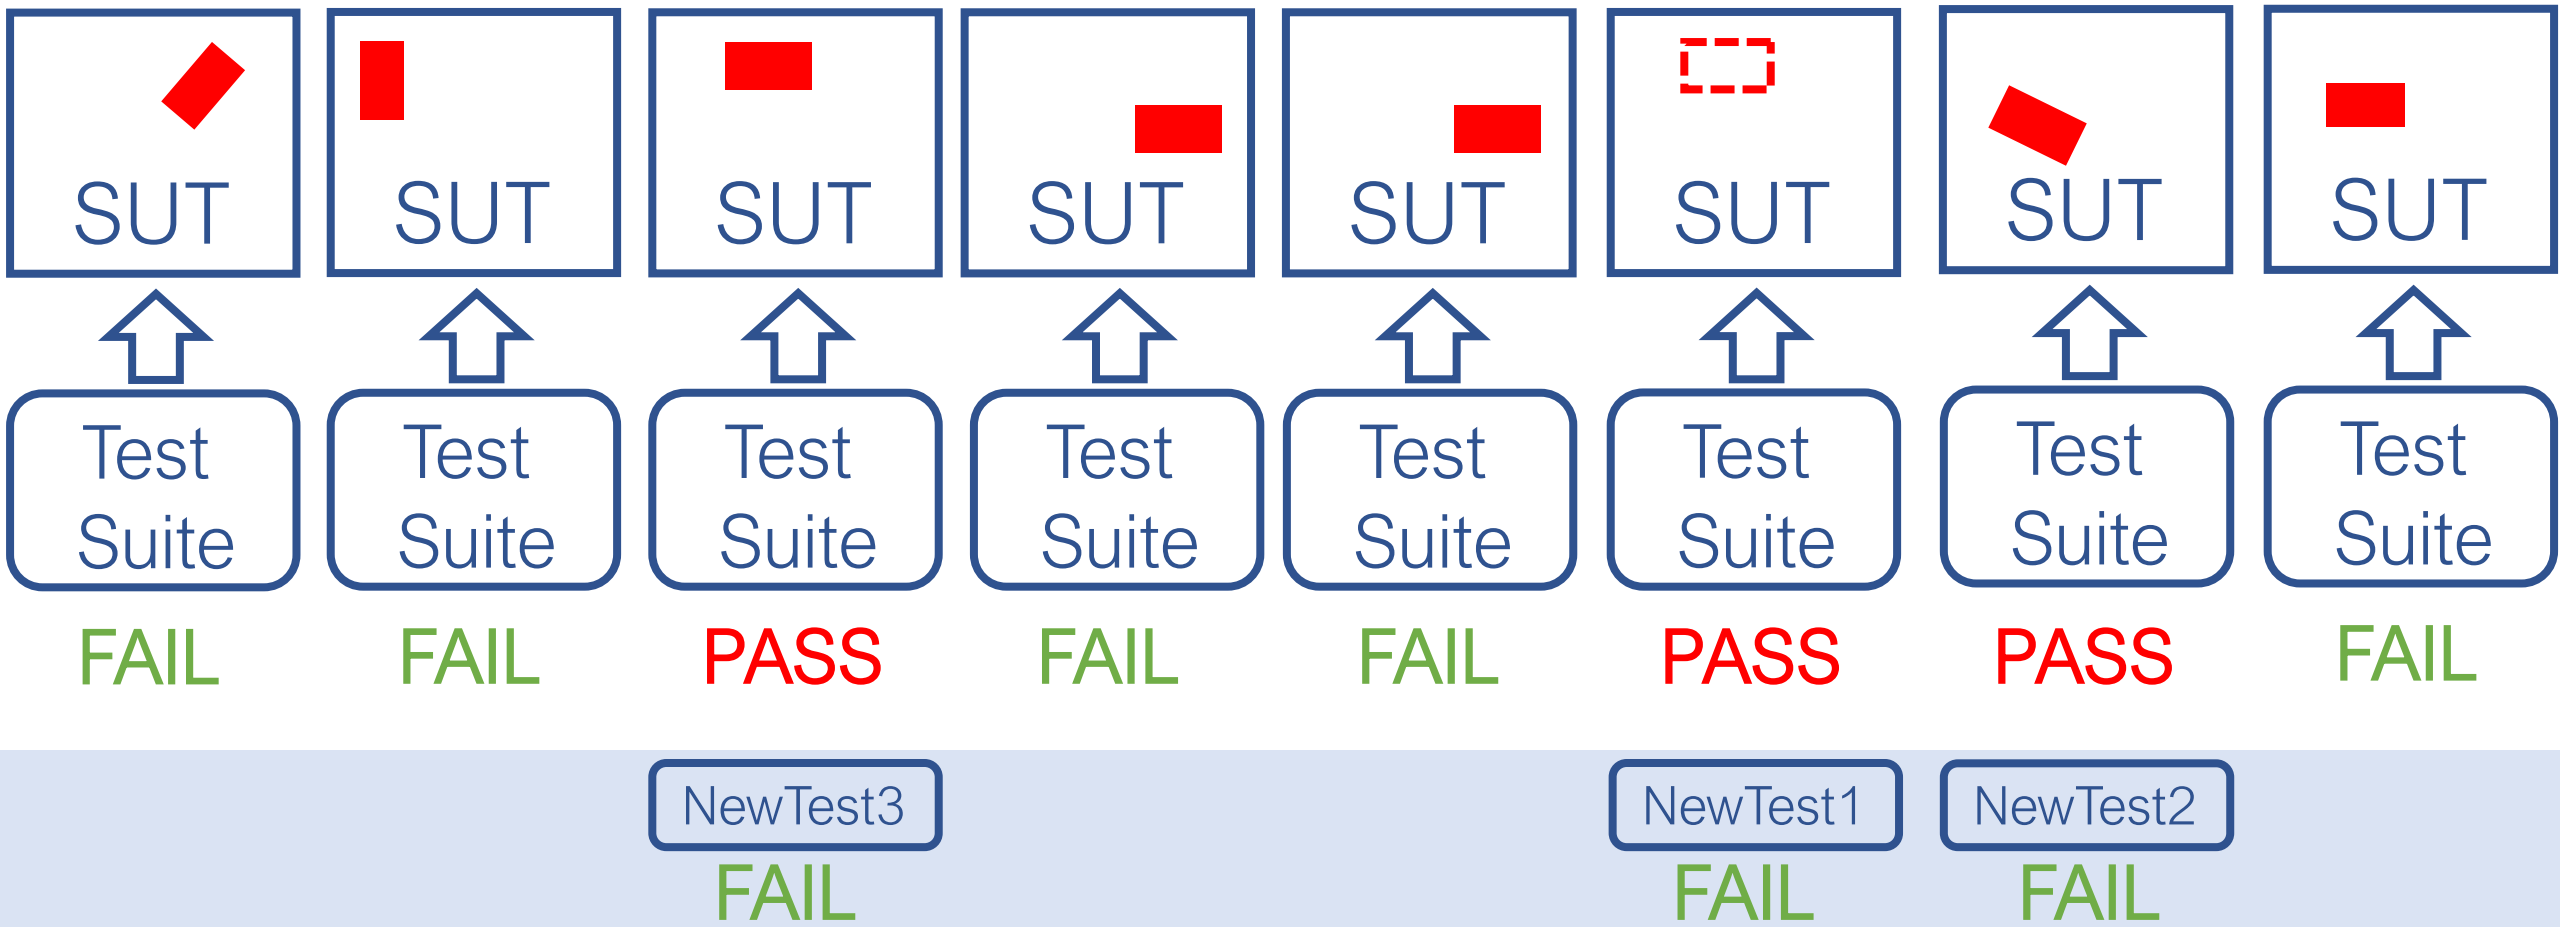 SUT SUT SUT SUT SUT SUT SUT SUT
Test Test Test Test Test Test Test Test
Suite Suite Suite Suite Suite Suite Suite Suite
FAIL FAIL PASS FAIL FAIL PASS PASS FAIL
NewTest3 NewTest1 NewTest2
FAIL FAIL FAIL